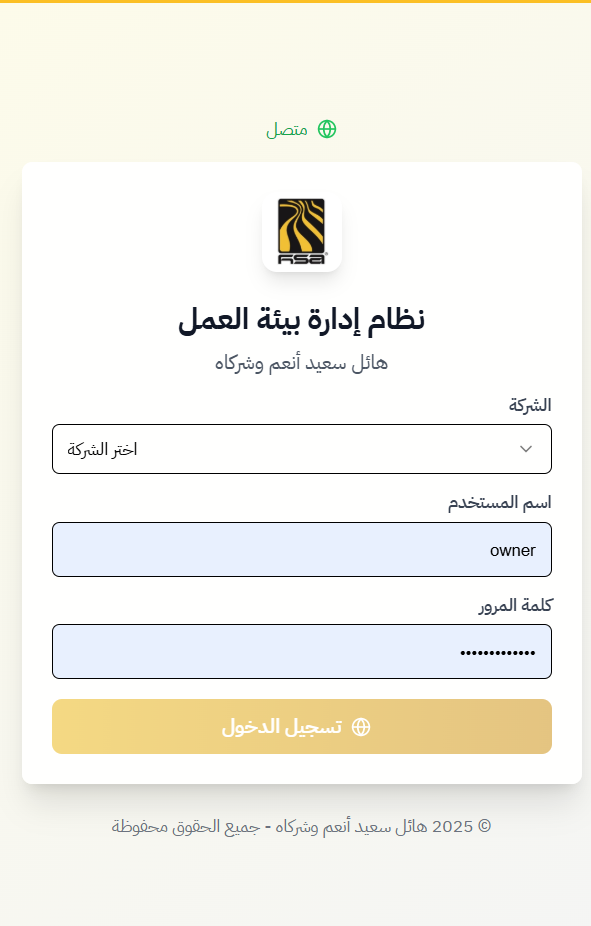 متصل
HSA
نظام إدارة بيئة العمل
هائل سعيد أنعم وشركاه
الشركة
اختر الشركة
اسم المستخدم
owner
كلمة المرور
•••••••••••••
تسجيل الدخول
© 2025 هائل سعيد أنعم وشركاه - جميع الحقوق محفوظة